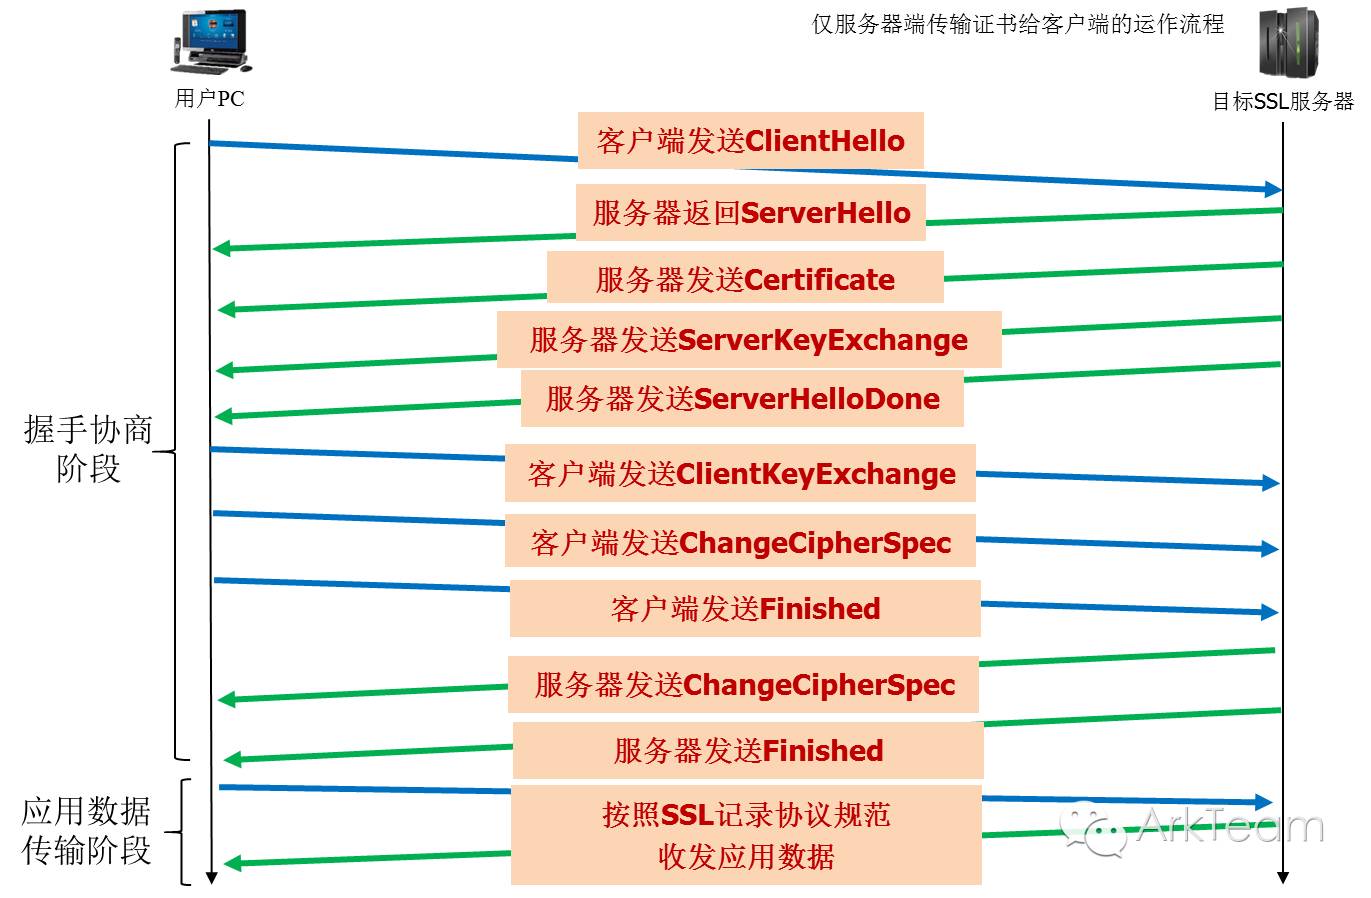 仅服务器端传输证书给客户端的运作流程
用户PC
目标SSL服务器
客户端发送ClientHello
服务器返回ServerHello
服务器发送Certificate
服务器发送ServerKeyExchange
服务器发送ServerHelloDone
握手协商
阶段
客户端发送ClientKeyExchange
客户端发送ChangeCipherSpec
客户端发送Finished
服务器发送ChangeCipherSpec
服务器发送Finished
应用数据
传输阶段
按照SSL记录协议规范
收发应用数据
ArkTeam